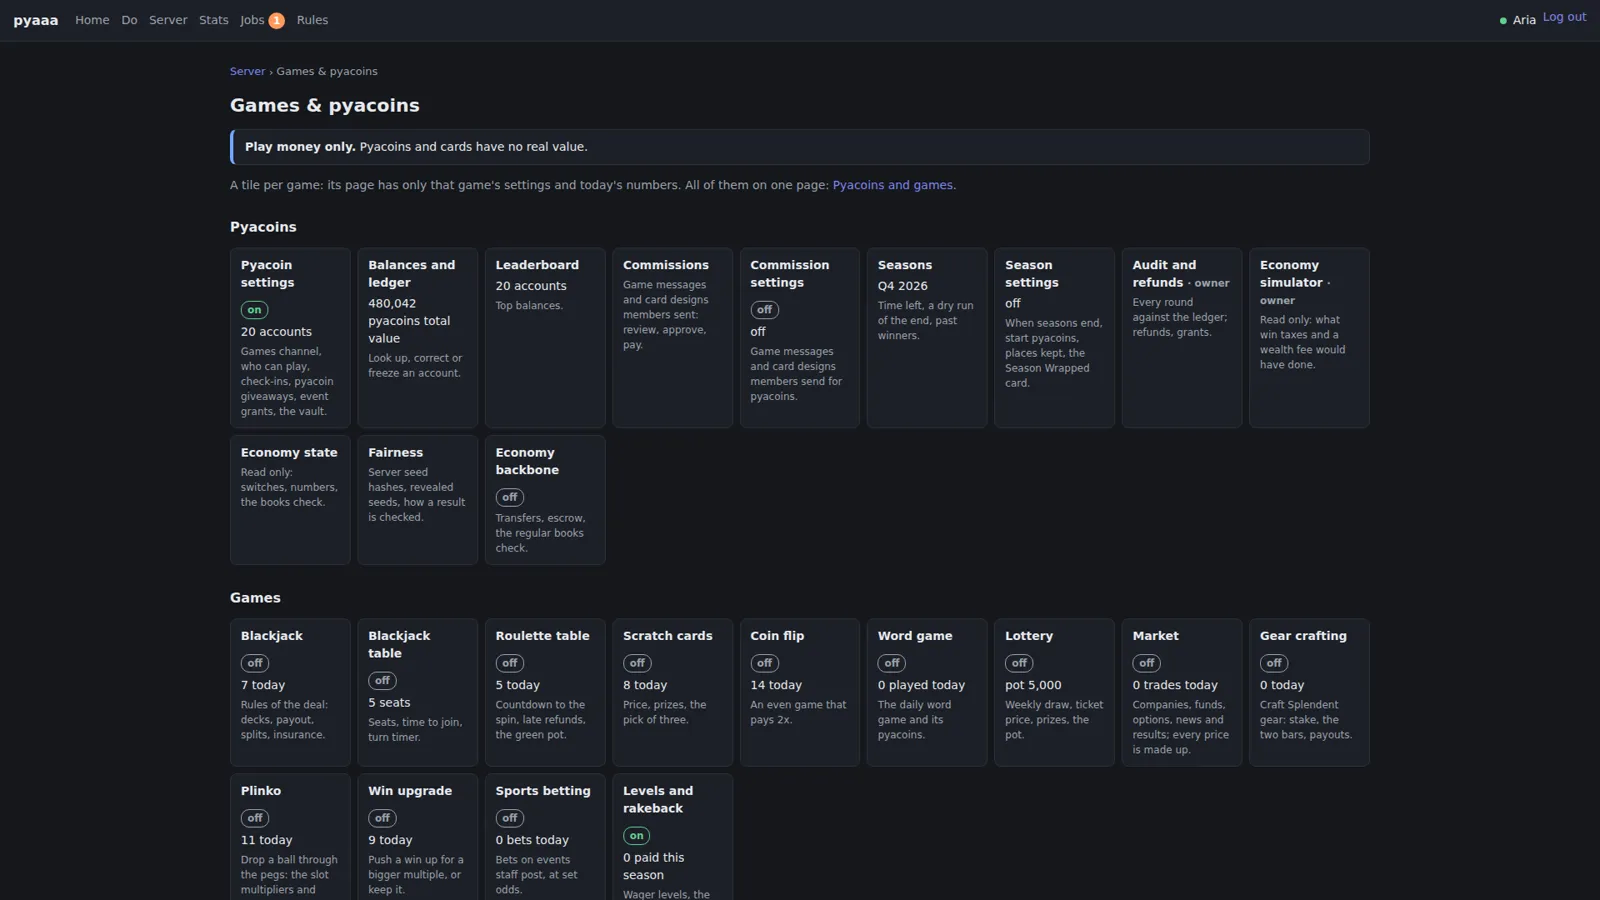 pyaaa Home Do Server Stats Jobs 1 Rules Aria Log out
Server › Games & pyacoins
Games & pyacoins
Play money only. Pyacoins and cards have no real value.
A tile per game: its page has only that game's settings and today's numbers. All of them on one page: Pyacoins and games.
Pyacoins
Pyacoin
settings
on
20 accounts
Games channel,
who can play,
check-ins, pyacoin
giveaways, event
grants, the vault.
Balances and
ledger
480,042
pyacoins total
value
Look up, correct or
freeze an account.
Leaderboard
20 accounts
Top balances.
Commissions
Game messages
and card designs
members sent:
review, approve,
pay.
Commission
settings
off
off
Game messages
and card designs
members send for
pyacoins.
Seasons
Q4 2026
Time left, a dry run
of the end, past
winners.
Season
settings
off
When seasons end,
start pyacoins,
places kept, the
Season Wrapped
card.
Audit and
refunds · owner
Every round
against the ledger;
refunds, grants.
Economy
simulator ·
owner
Read only: what
win taxes and a
wealth fee would
have done.
Economy state
Read only:
switches, numbers,
the books check.
Fairness
Server seed
hashes, revealed
seeds, how a result
is checked.
Economy
backbone
off
Transfers, escrow,
the regular books
check.
Games
Blackjack
off
7 today
Rules of the deal:
decks, payout,
splits, insurance.
Blackjack
table
off
5 seats
Seats, time to join,
turn timer.
Roulette table
off
5 today
Countdown to the
spin, late refunds,
the green pot.
Scratch cards
off
8 today
Price, prizes, the
pick of three.
Coin flip
off
14 today
An even game that
pays 2x.
Word game
off
0 played today
The daily word
game and its
pyacoins.
Lottery
off
pot 5,000
Weekly draw, ticket
price, prizes, the
pot.
Market
off
0 trades today
Companies, funds,
options, news and
results; every price
is made up.
Gear crafting
off
0 today
Craft Splendent
gear: stake, the
two bars, payouts.
Plinko
off
11 today
Drop a ball through
the pegs: the slot
multipliers and
Win upgrade
off
9 today
Push a win up for a
bigger multiple, or
keep it.
Sports betting
off
0 bets today
Bets on events
staff post, at set
odds.
Levels and
rakeback
on
0 paid this
season
Wager levels, the